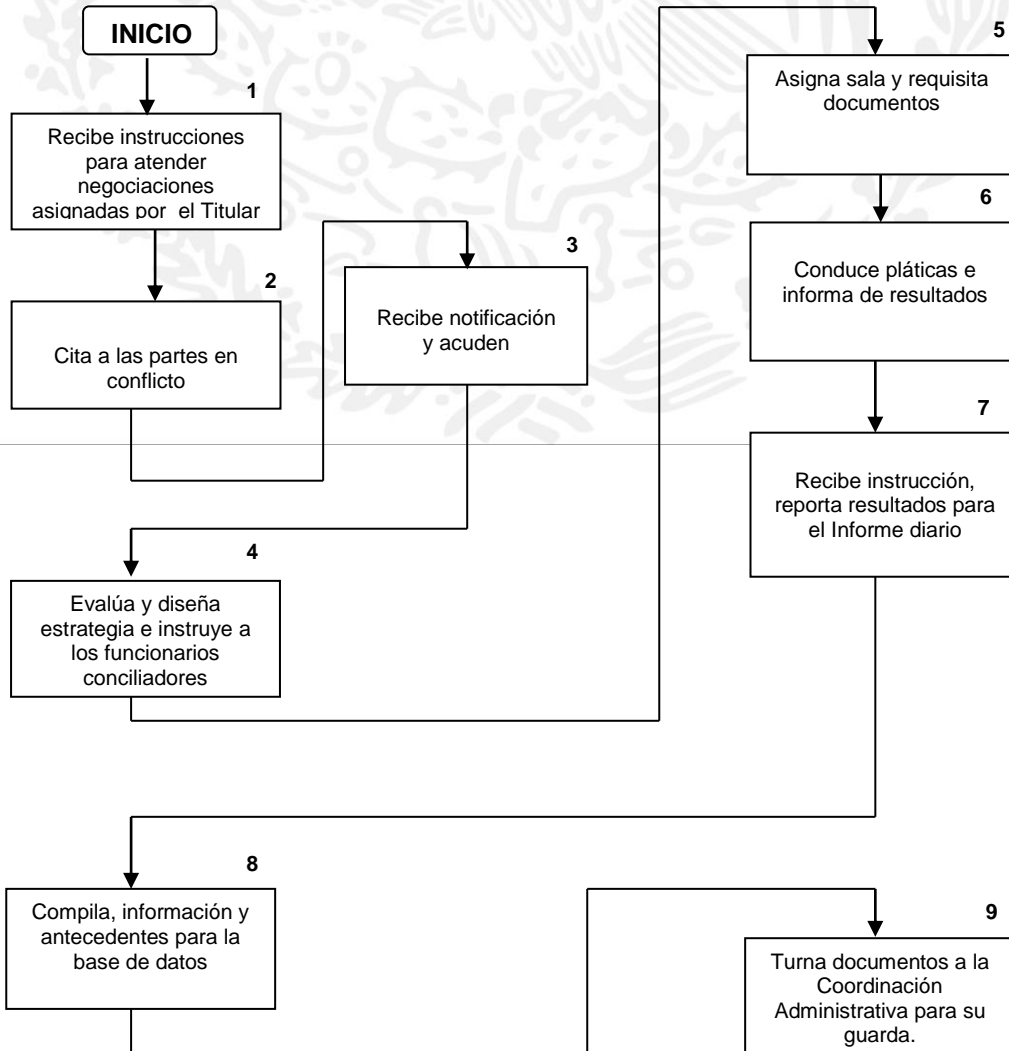 INICIO
1
Recibe instrucciones
para atender
negociaciones
asignadas por el Titular
2
Cita a las partes en
conflicto
3
Recibe notificación
y acuden
4
Evalúa y diseña
estrategia e instruye a
los funcionarios
conciliadores
5
Asigna sala y requisita
documentos
6
Conduce pláticas e
informa de resultados
7
Recibe instrucción,
reporta resultados para
el Informe diario
8
Compila, información y
antecedentes para la
base de datos
9
Turna documentos a la
Coordinación
Administrativa para su
guarda.